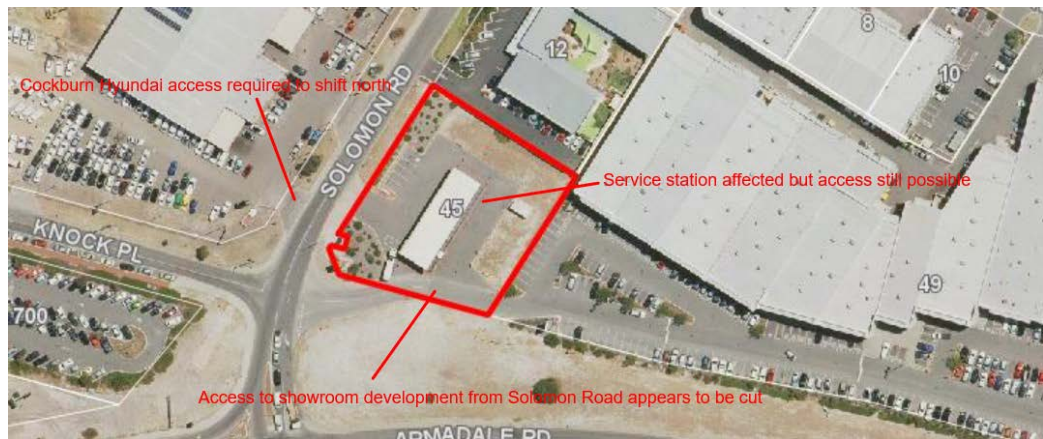 8
12
10
Cockburn Hyundai access required to shift north
SOLOMON RD
Service station affected but access still possible
45
KNOCK PL
49
700
Access to showroom development from Solomon Road appears to be cut
ARMADALE RD